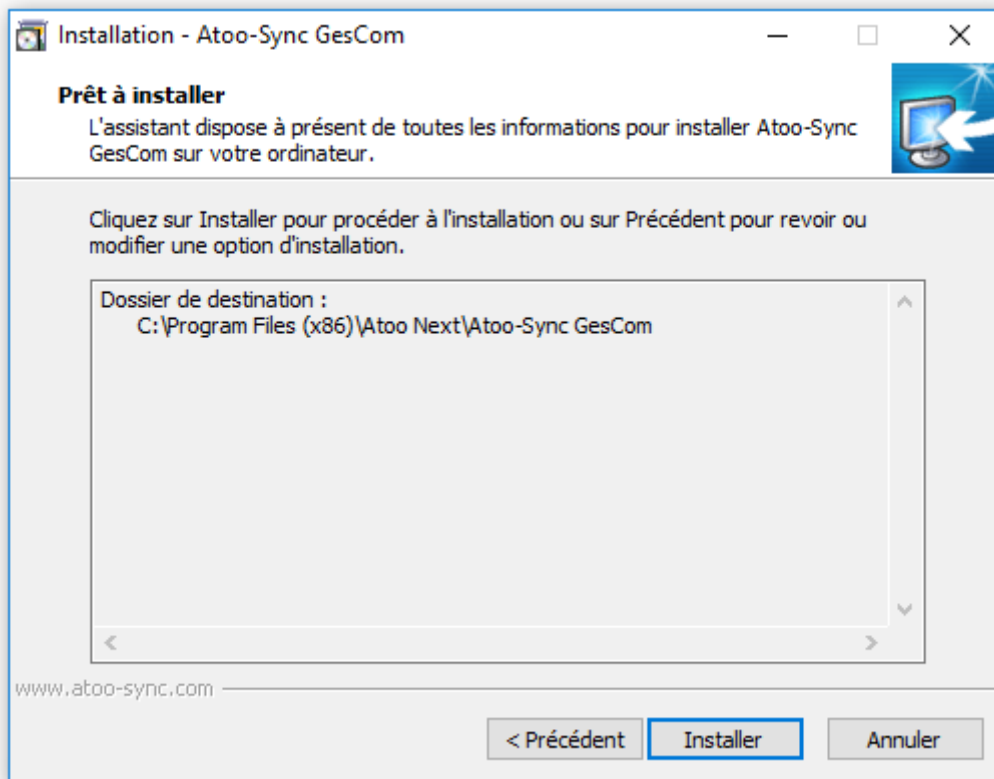 Installation - Atoo-Sync GesCom
Prêt à installer
L'assistant dispose à présent de toutes les informations pour installer Atoo-Sync
GesCom sur votre ordinateur.
Cliquez sur Installer pour procéder à l'installation ou sur Précédent pour revoir ou
modifier une option d'installation.
Dossier de destination :
C:\Program Files (x86)\Atoo Next\Atoo-Sync GesCom
www.atoo-sync.com
< Précédent
Installer
Annuler